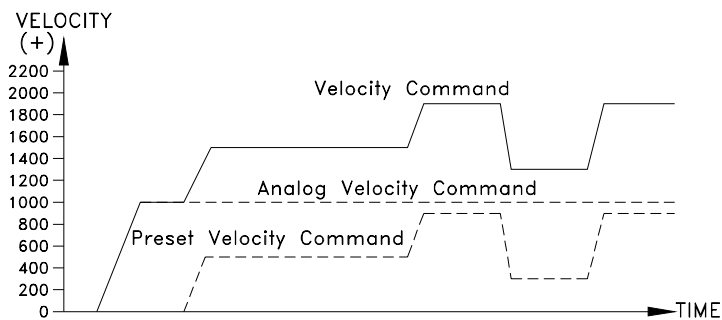 VELOCITY
(+)
2200
2000
1800
1600
1400
1200
1000
800
600
400
200
0
Velocity Command
Analog Velocity Command
Preset Velocity Command
TIME